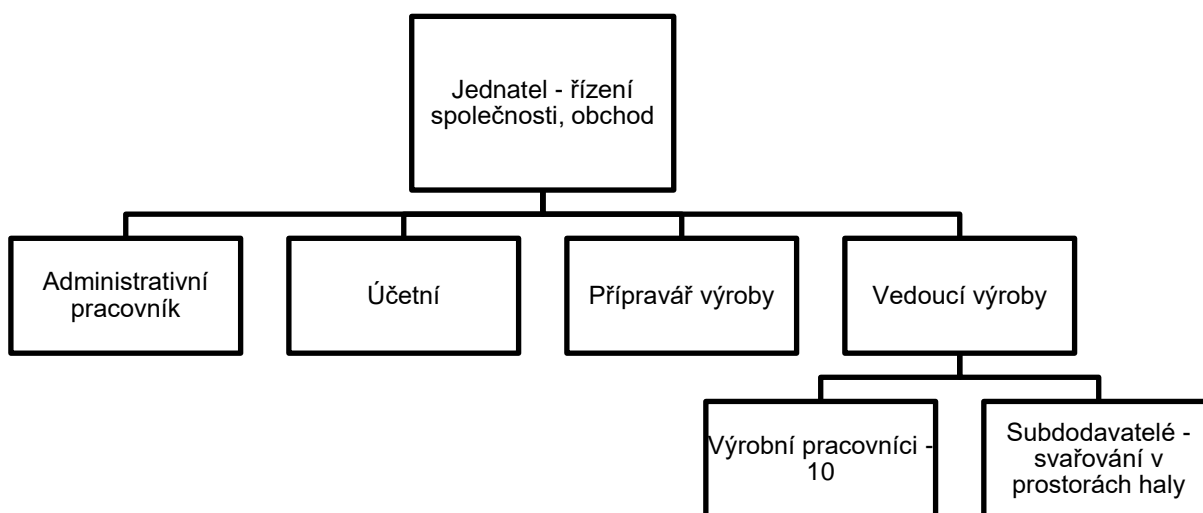 Jednatel - řízení
společnosti, obchod
Administrativní
pracovník
Účetní
Přípravář výroby
Vedoucí výroby
Výrobní pracovníci -
10
Subdodavatelé -
svařování v
prostorách haly